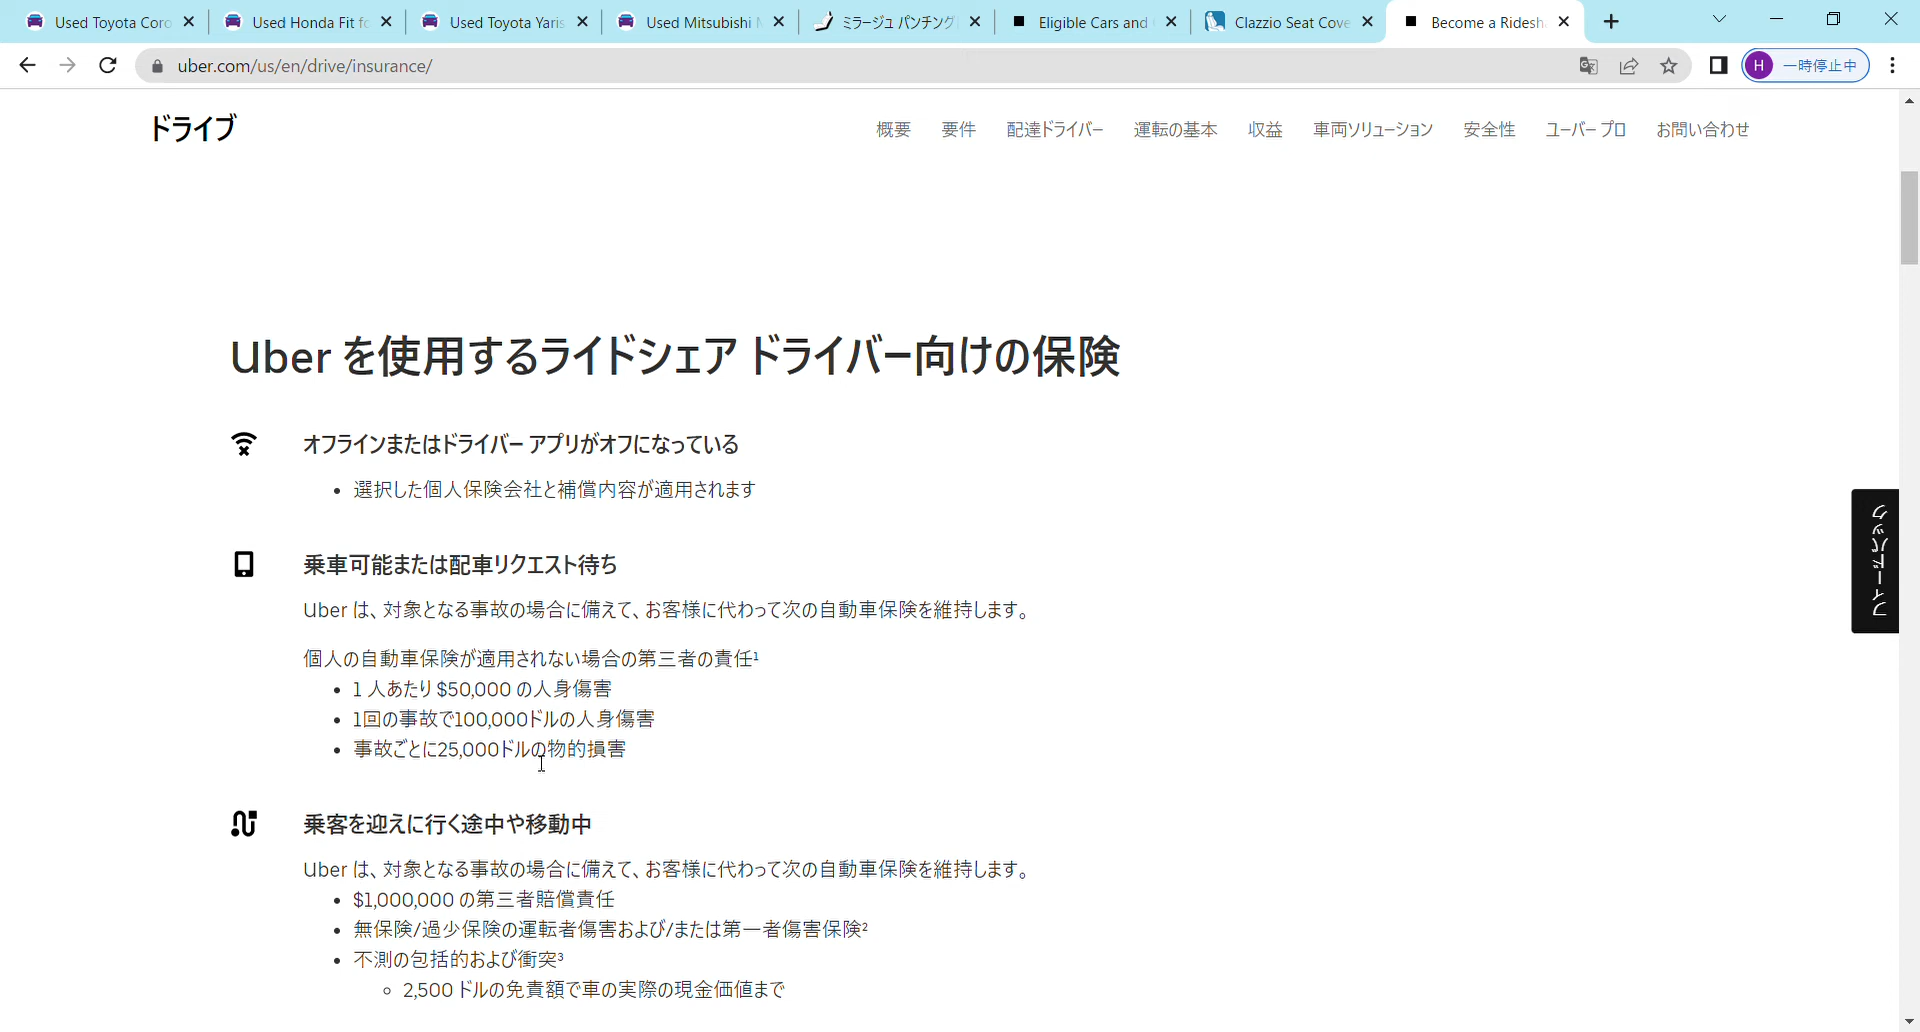 Used Toyota Coro
Used Honda Fit fo
Used Toyota Yaris
Used Mitsubishi M
ミラージュ パンチング
Eligible Cars and
Clazzio Seat Cove
Become a Ridesh
uber.com/us/en/drive/insurance/
H 一時停止中
ドライブ
概要 要件 配達ドライバー 運転の基本 収益 車両ソリューション 安全性 ユーバー プロ お問い合わせ
Uber を使用するライドシェア ドライバー向けの保険
オフラインまたはドライバー アプリがオフになっている
• 選択した個人保険会社と補償内容が適用されます
乗車可能または配車リクエスト待ち
Uber は、対象となる事故の場合に備えて、お客様に代わって次の自動車保険を維持します。
個人の自動車保険が適用されない場合の第三者の責任¹
• 1 人あたり $50,000 の人身傷害
• 1回の事故で100,000ドルの人身傷害
• 事故ごとに25,000ドルの物的損害
フィードバック
乗客を迎えに行く途中や移動中
Uber は、対象となる事故の場合に備えて、お客様に代わって次の自動車保険を維持します。
• $1,000,000 の第三者賠償責任
• 無保険/過少保険の運転者傷害および/または第一者傷害保険²
• 不測の包括的および衝突³
◦ 2,500 ドルの免責額で車の実際の現金価値まで